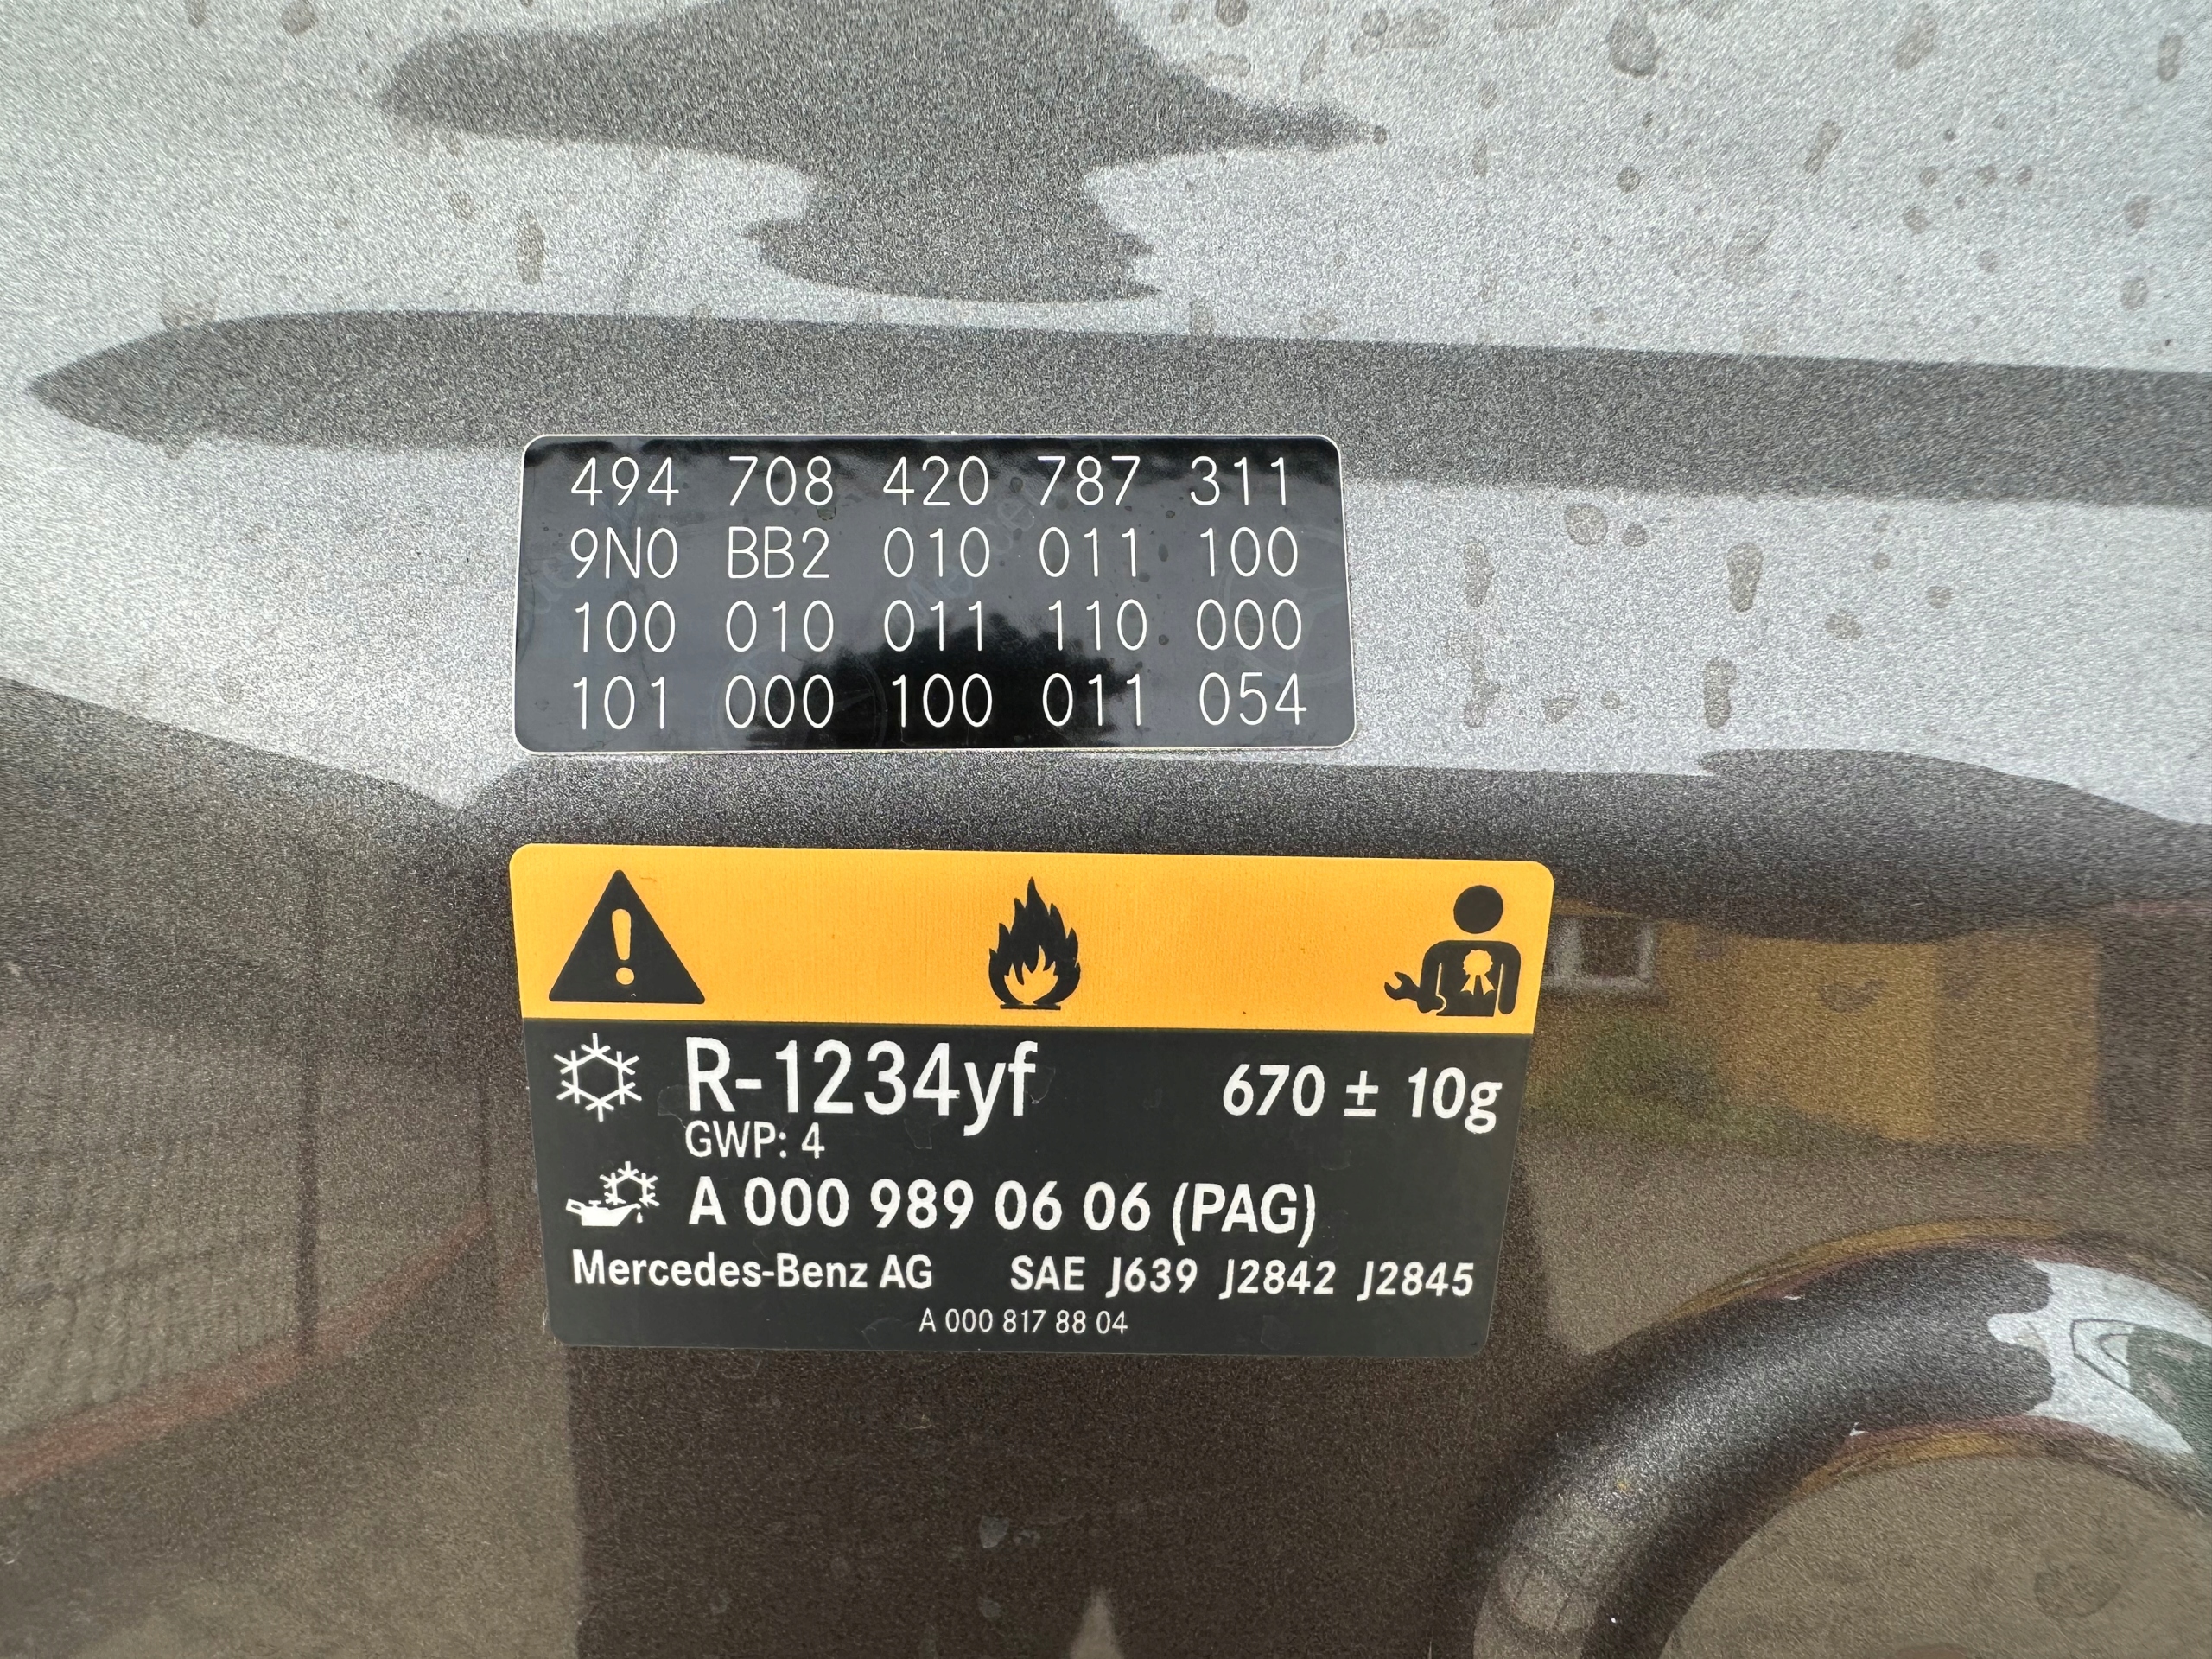 494 708 420 787 311
9N0 BB2 010 011 100
100 010 011 110 000
101 000 100 011 054
R-1234yf 670 ± 10g
GWP: 4
A 000 989 06 06 (PAG)
Mercedes-Benz AG SAE J639 J2842 J2845
A 000 817 88 04